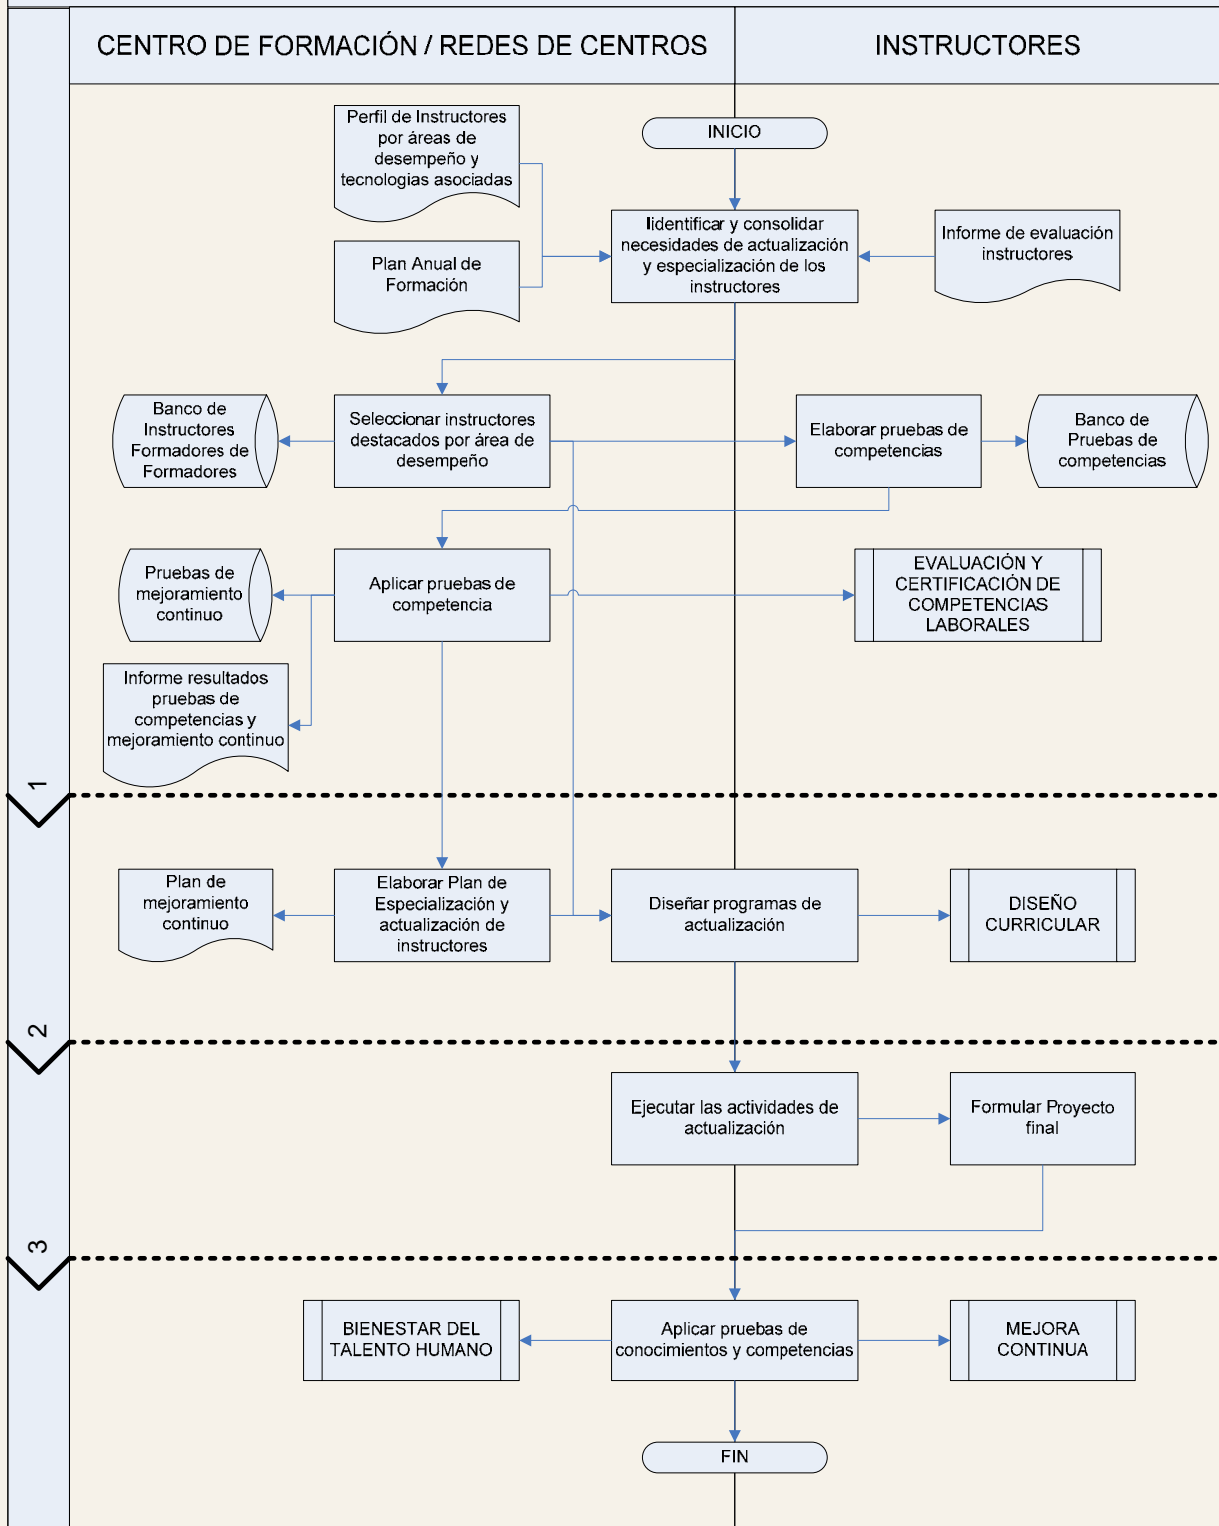 CENTRO DE FORMACIÓN / REDES DE CENTROS
INSTRUCTORES
Perfil de Instructores
por áreas de
desempeño y
tecnologías asociadas
INICIO
Plan Anual de
Formación
Iidentificar y consolidar
necesidades de actualización
y especialización de los
instructores
Informe de evaluación
instructores
Banco de
Instructores
Formadores de
Formadores
Seleccionar instructores
destacados por área de
desempeño
Elaborar pruebas de
competencias
Banco de
Pruebas de
competencias
Pruebas de
mejoramiento
continuo
Aplicar pruebas de
competencia
EVALUACIÓN Y
CERTIFICACIÓN DE
COMPETENCIAS
LABORALES
Informe resultados
pruebas de
competencias y
mejoramiento continuo
1
Plan de
mejoramiento
continuo
Elaborar Plan de
Especialización y
actualización de
instructores
Diseñar programas de
actualización
DISEÑO
CURRICULAR
2
Ejecutar las actividades de
actualización
Formular Proyecto
final
3
BIENESTAR DEL
TALENTO HUMANO
Aplicar pruebas de
conocimientos y competencias
MEJORA
CONTINUA
FIN